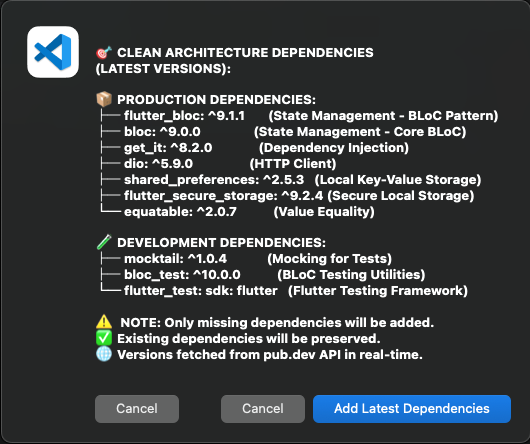 🎯 CLEAN ARCHITECTURE DEPENDENCIES
(LATEST VERSIONS):
📦 PRODUCTION DEPENDENCIES:
├── flutter_bloc: ^9.1.1 (State Management - BLoC Pattern)
├── bloc: ^9.0.0 (State Management - Core BLoC)
├── get_it: ^8.2.0 (Dependency Injection)
├── dio: ^5.9.0 (HTTP Client)
├── shared_preferences: ^2.5.3 (Local Key-Value Storage)
├── flutter_secure_storage: ^9.2.4 (Secure Local Storage)
└── equatable: ^2.0.7 (Value Equality)
🧪 DEVELOPMENT DEPENDENCIES:
├── mocktail: ^1.0.4 (Mocking for Tests)
├── bloc_test: ^10.0.0 (BLoC Testing Utilities)
└── flutter_test: sdk: flutter (Flutter Testing Framework)
⚠️ NOTE: Only missing dependencies will be added.
✅ Existing dependencies will be preserved.
🌐 Versions fetched from pub.dev API in real-time.
Cancel Cancel Add Latest Dependencies